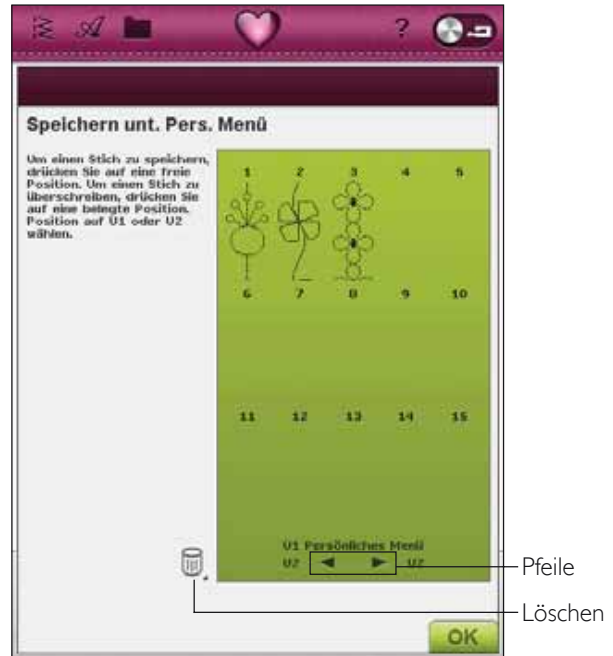 ?
Speichern unt. Pers. Menü
Um einen Stich zu speichern,
drücken Sie auf eine freie
Position. Um einen Stich zu
überschreiben, drücken Sie
auf eine belegte Position.
Position auf U1 oder U2
wählen.
1 2 3 4 5
6 7 8 9 10
11 12 13 14 15
U1 Persönliches Menü
U2 U2
Pfeile
Löschen
OK